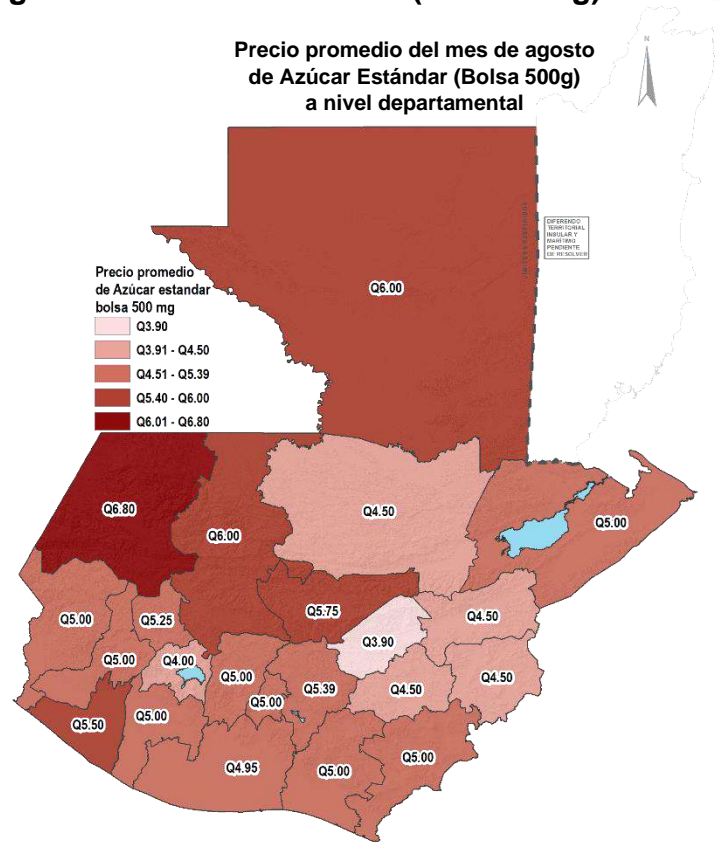 Precio promedio del mes de agosto
de Azúcar Estándar (Bolsa 500g)
a nivel departamental
N
DIFERENDO
TERRITORIAL
INSULAR Y
MARÍTIMO
PENDIENTE
DE RESOLVER
Precio promedio
de Azúcar estandar
bolsa 500 mg
Q3.90
Q3.91 - Q4.50
Q4.51 - Q5.39
Q5.40 - Q6.00
Q6.01 - Q6.80
Q6.00
Q6.80
Q6.00
Q4.50
Q5.00
Q5.00
Q5.25
Q5.75
Q4.50
Q3.90
Q5.00
Q4.00
Q5.00
Q5.39
Q4.50
Q4.50
Q5.00
Q5.50
Q5.00
Q4.95
Q5.00
Q5.00